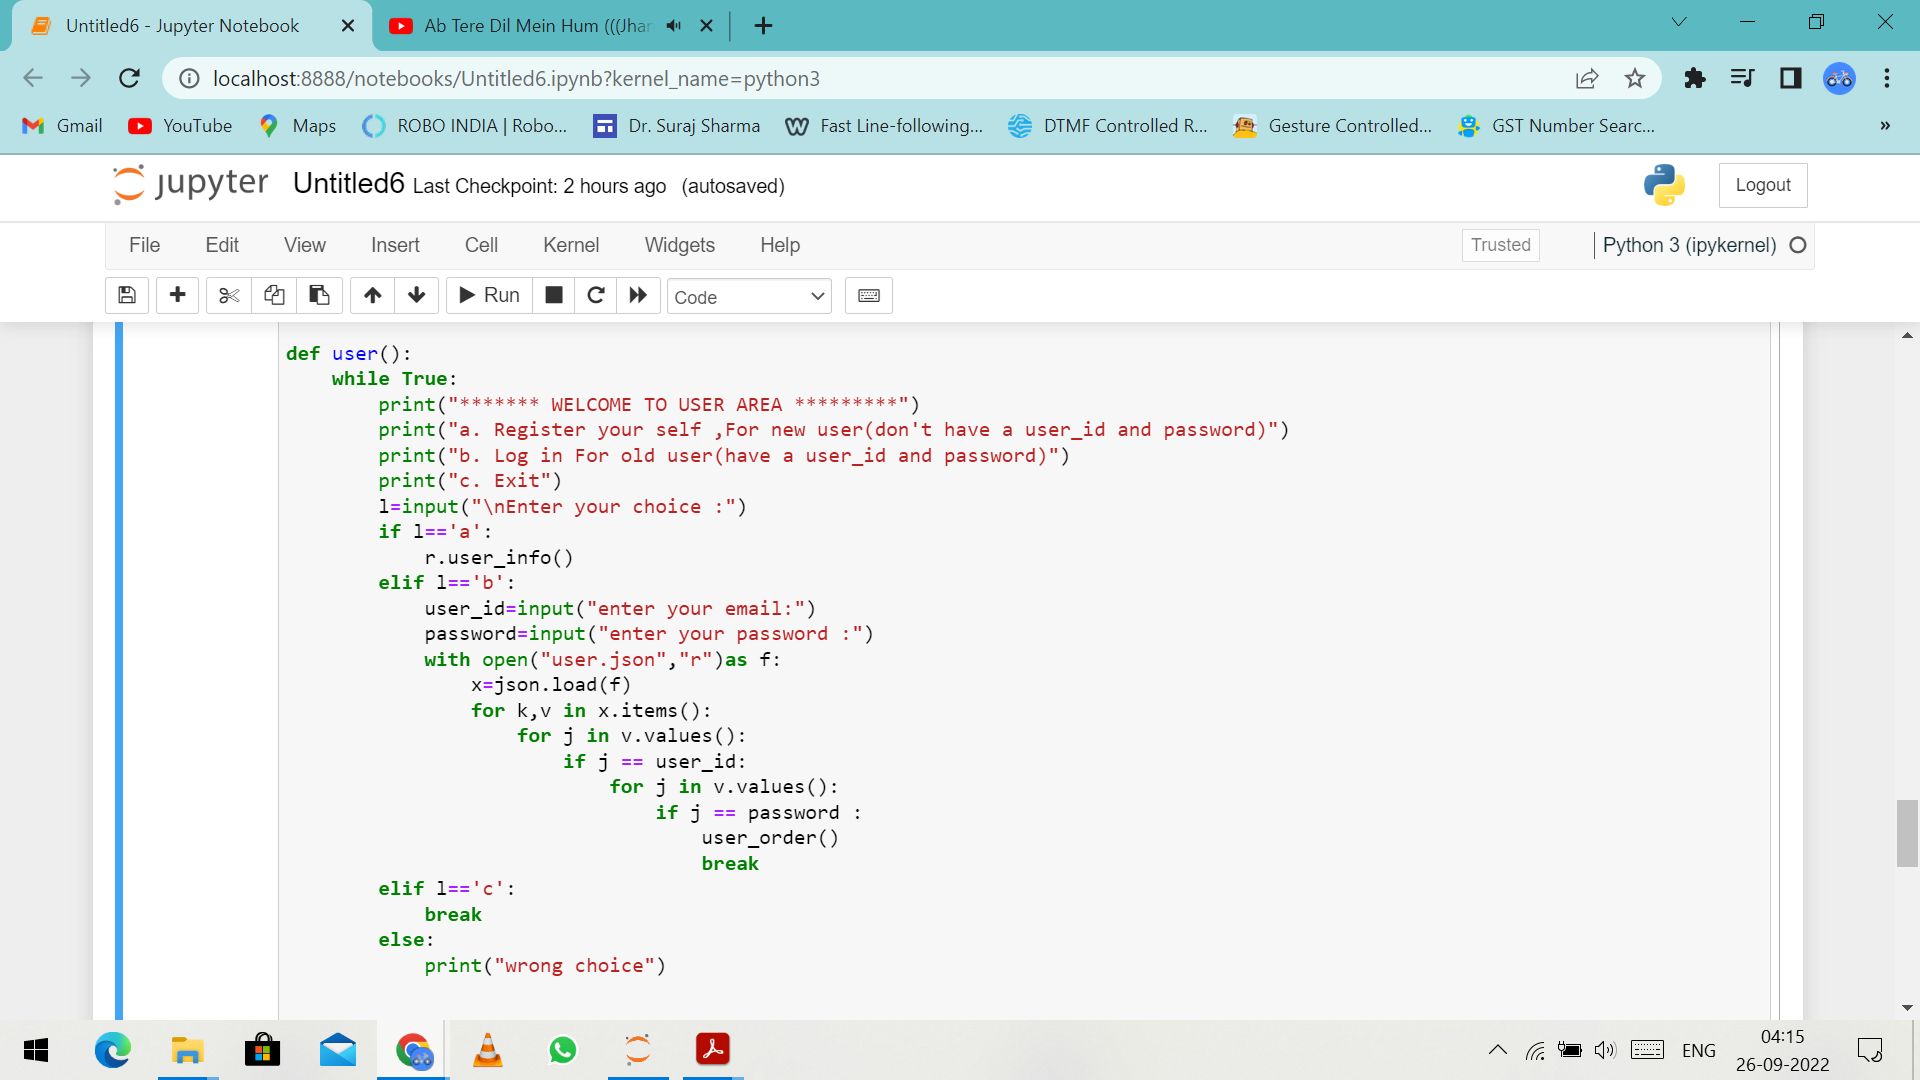 Untitled6 - Jupyter Notebook
Ab Tere Dil Mein Hum (((Jhan
localhost:8888/notebooks/Untitled6.ipynb?kernel_name=python3
Gmail
YouTube
Maps
ROBO INDIA | Robo...
Dr. Suraj Sharma
Fast Line-following...
DTMF Controlled R...
Gesture Controlled...
GST Number Searc...
»
jupyter Untitled6 Last Checkpoint: 2 hours ago (autosaved)
Logout
File Edit View Insert Cell Kernel Widgets Help
Trusted
Python 3 (ipykernel)
Run
Code
def user():
    while True:
        print("******* WELCOME TO USER AREA *********")
        print("a. Register your self ,For new user(don't have a user_id and password)")
        print("b. Log in For old user(have a user_id and password)")
        print("c. Exit")
        l=input("\nEnter your choice :")
        if l=='a':
            r.user_info()
        elif l=='b':
            user_id=input("enter your email:")
            password=input("enter your password :")
            with open("user.json","r")as f:
                x=json.load(f)
                for k,v in x.items():
                    for j in v.values():
                        if j == user_id:
                            for j in v.values():
                                if j == password :
                                    user_order()
                                    break
        elif l=='c':
            break
        else:
            print("wrong choice")
ENG
04:15
26-09-2022